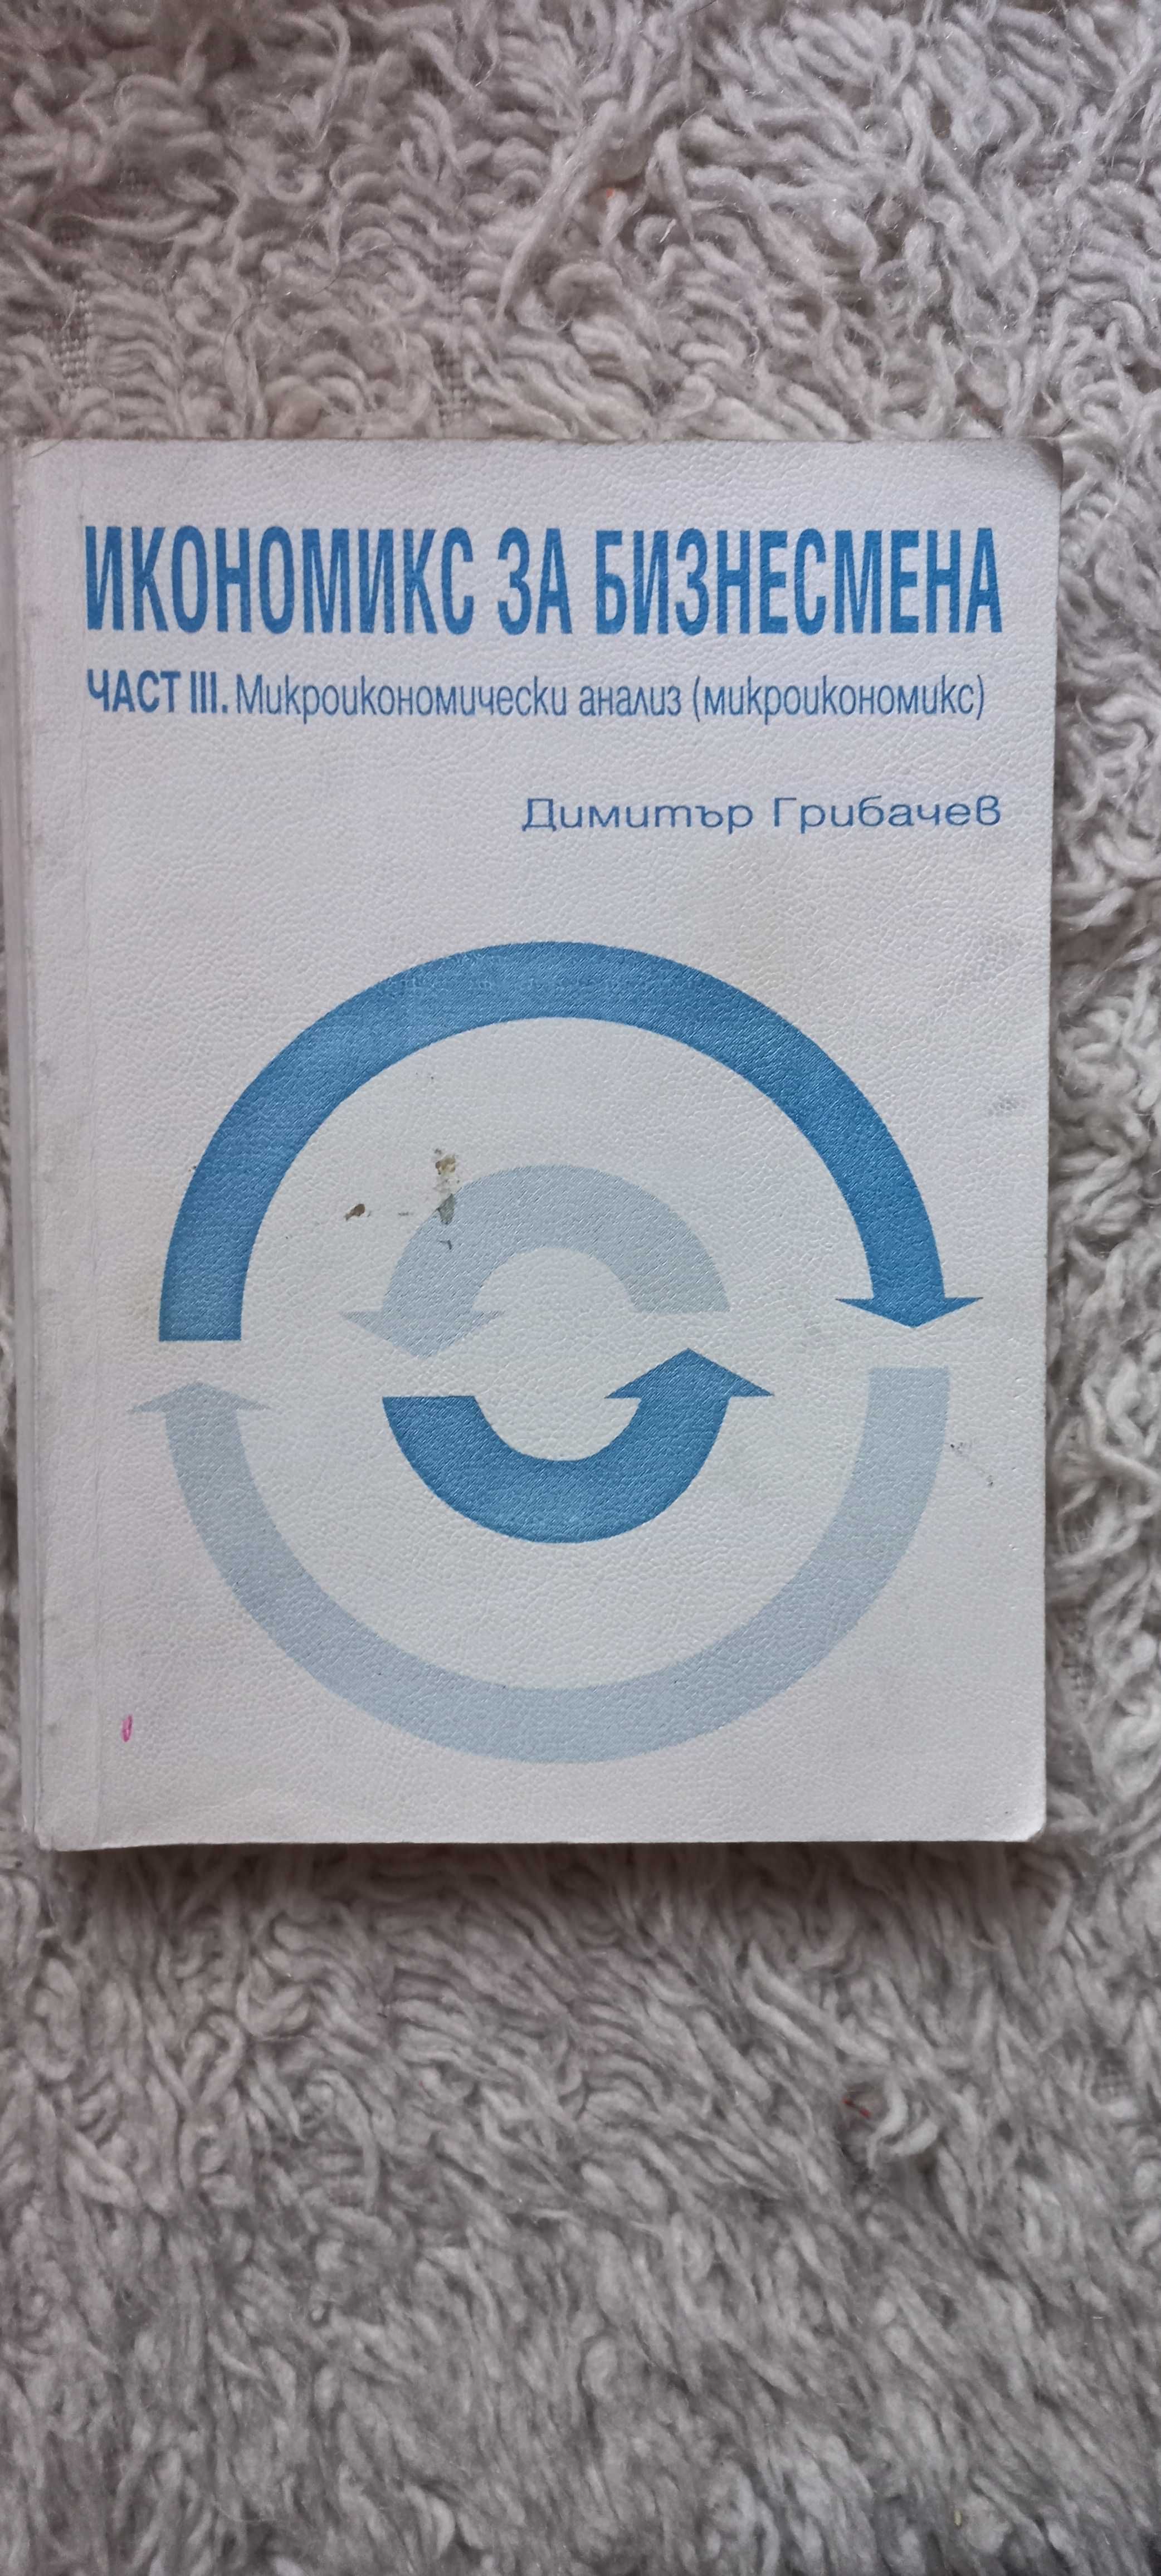 ИКОНОМИКС ЗА БИЗНЕСМЕНА
ЧАСТ III. Микроикономически анализ (микроикономикс)
Димитър Грибачев